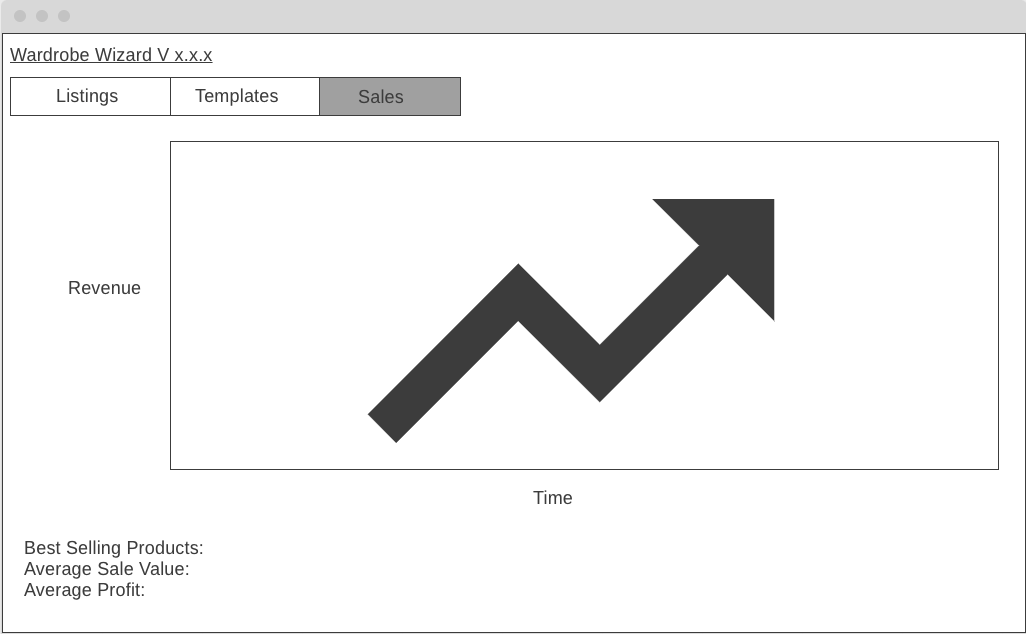 Wardrobe Wizard V x.x.x
Listings Templates Sales
Revenue
Time
Best Selling Products:
Average Sale Value:
Average Profit: